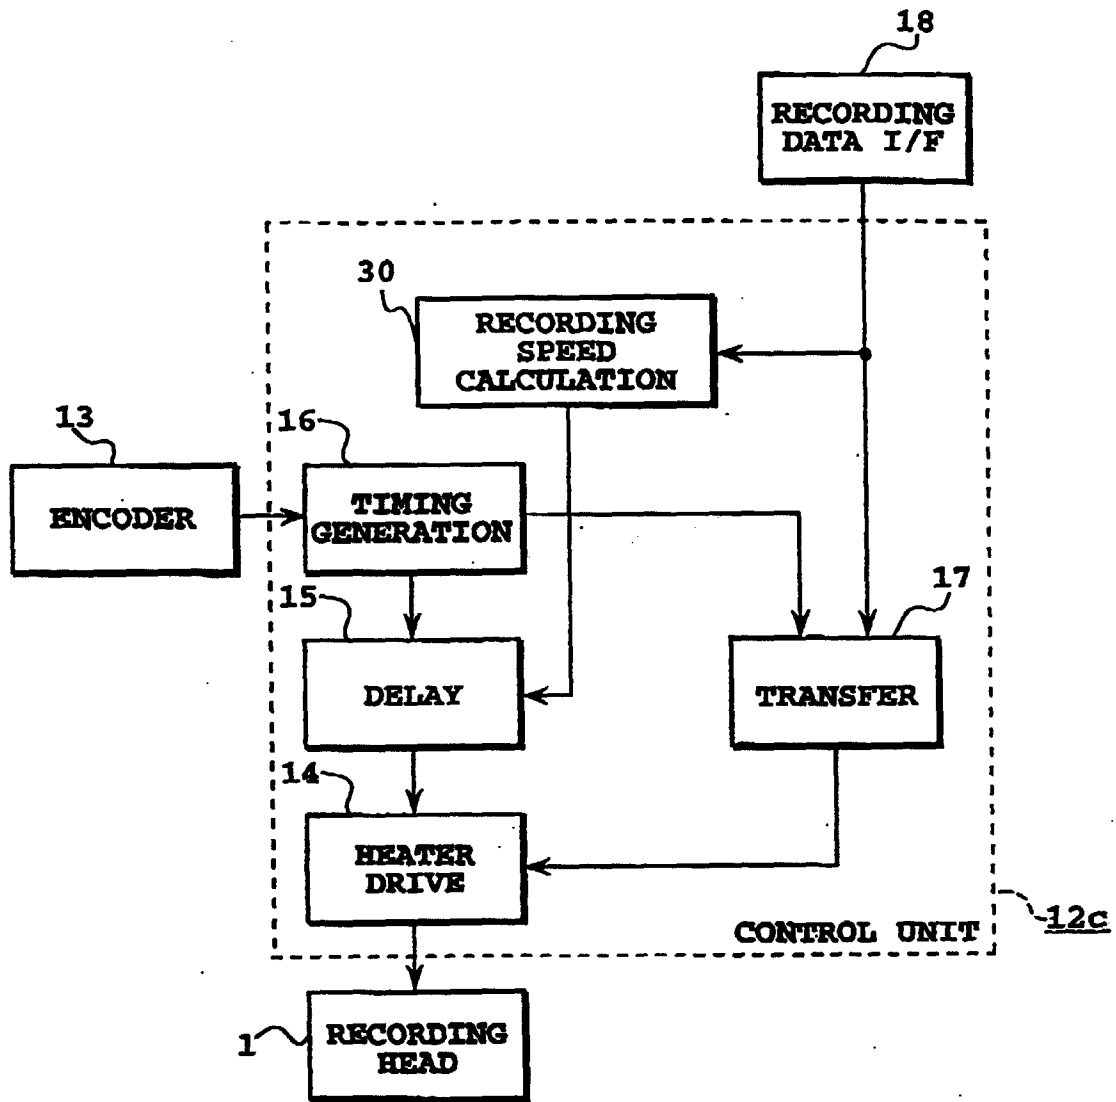 18
RECORDING
DATA I/F
30
RECORDING
SPEED
CALCULATION
13
16
ENCODER
TIMING
GENERATION
15
17
DELAY
TRANSFER
14
HEATER
DRIVE
CONTROL UNIT
12c
1
RECORDING
HEAD